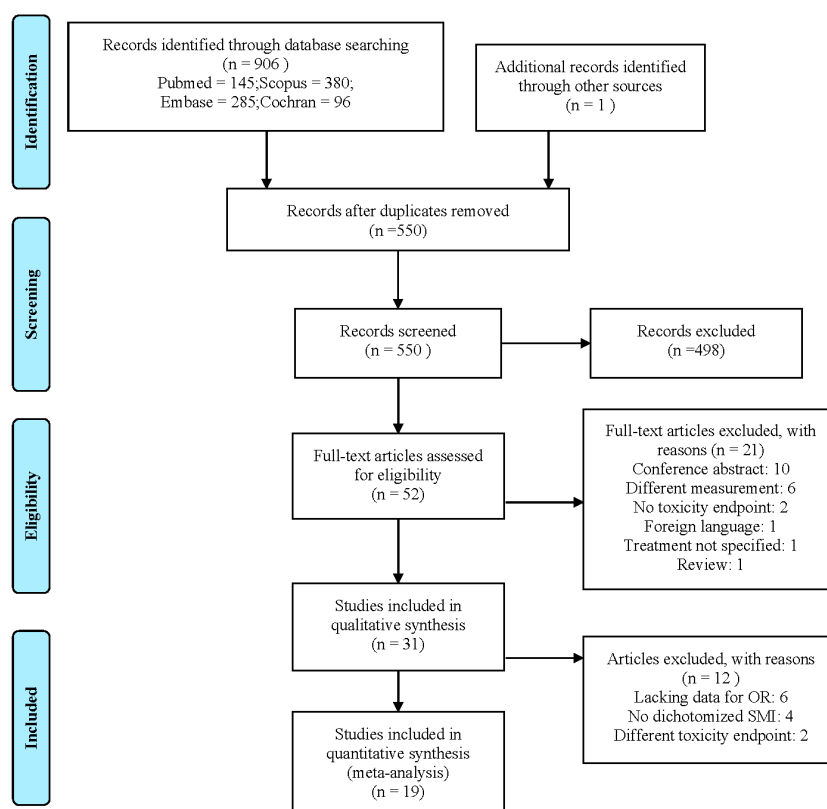 Identification
Records identified through database searching
(n = 906 )
Pubmed = 145;Scopus = 380;
Embase = 285;Cochran = 96
Additional records identified
through other sources
(n = 1 )
Records after duplicates removed
(n =550)
Screening
Records screened
(n = 550 )
Records excluded
(n =498)
Eligibility
Full-text articles assessed
for eligibility
(n = 52)
Full-text articles excluded, with
reasons (n = 21)
Conference abstract: 10
Different measurement: 6
No toxicity endpoint: 2
Foreign language: 1
Treatment not specified: 1
Review: 1
Studies included in
qualitative synthesis
(n = 31)
Included
Articles excluded, with reasons
(n = 12 )
Lacking data for OR: 6
No dichotomized SMI: 4
Different toxicity endpoint: 2
Studies included in
quantitative synthesis
(meta-analysis)
(n = 19)